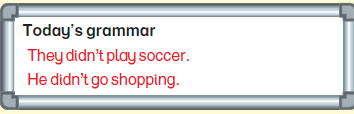 Today's grammar
They didn't play soccer.
He didn't go shopping.